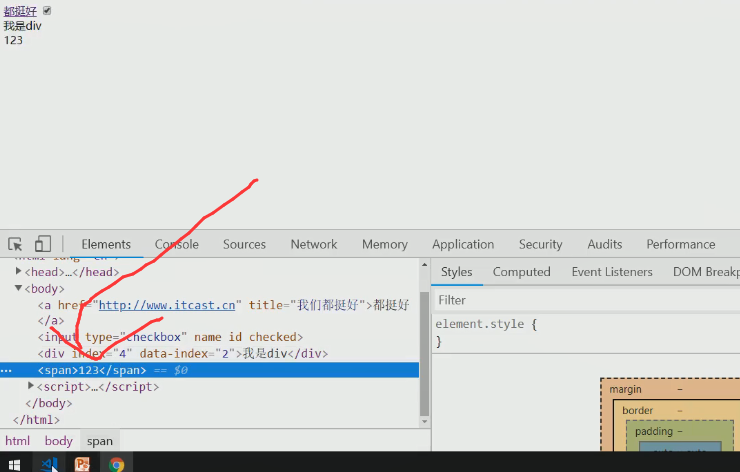 都挺好
我是div
123
Elements Console Sources Network Memory Application Security Audits Performance
<head>…</head>
<body>
<a href="http://www.itcast.cn" title="我们都挺好">都挺好
</a>
<input type="checkbox" name id checked>
<div index="4" data-index="2">我是div</div>
<span>123</span> == $0
<script>…</script>
</body>
</html>
html body span
Styles Computed Event Listeners DOM Breakp
Filter
element.style {
}
margin -
border -
padding -